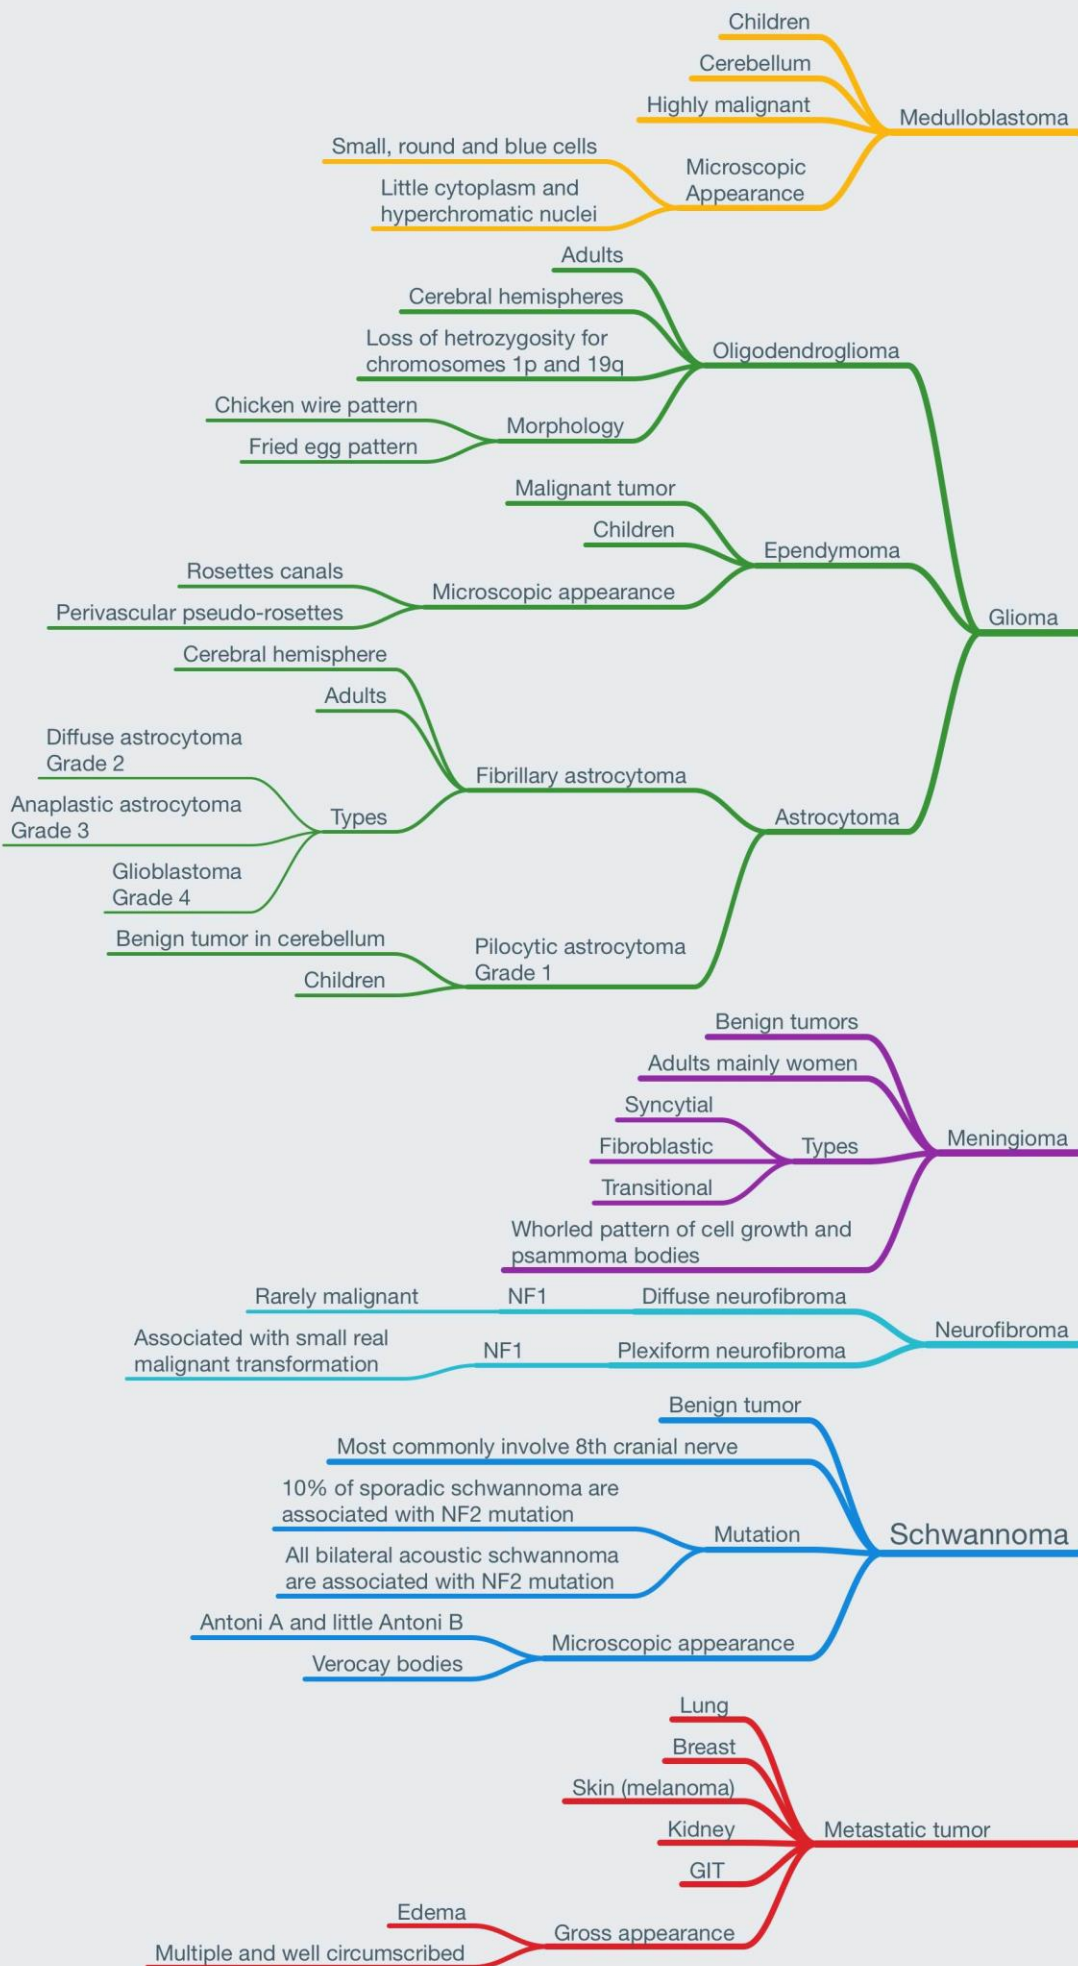 Children
Cerebellum
Highly malignant
Medulloblastoma
Small, round and blue cells
Microscopic
Appearance
Little cytoplasm and
hyperchromatic nuclei
Adults
Cerebral hemispheres
Loss of hetrozygosity for
chromosomes 1p and 19q
Oligodendroglioma
Chicken wire pattern
Morphology
Fried egg pattern
Malignant tumor
Children
Ependymoma
Rosettes canals
Microscopic appearance
Perivascular pseudo-rosettes
Glioma
Cerebral hemisphere
Adults
Diffuse astrocytoma
Grade 2
Fibrillary astrocytoma
Anaplastic astrocytoma
Grade 3
Types
Astrocytoma
Glioblastoma
Grade 4
Benign tumor in cerebellum
Pilocytic astrocytoma
Grade 1
Children
Benign tumors
Adults mainly women
Syncytial
Fibroblastic
Types
Meningioma
Transitional
Whorled pattern of cell growth and
psammoma bodies
Rarely malignant
NF1
Diffuse neurofibroma
Neurofibroma
Associated with small real
malignant transformation
NF1
Plexiform neurofibroma
Benign tumor
Most commonly involve 8th cranial nerve
10% of sporadic schwannoma are
associated with NF2 mutation
Mutation
Schwannoma
All bilateral acoustic schwannoma
are associated with NF2 mutation
Antoni A and little Antoni B
Microscopic appearance
Verocay bodies
Lung
Breast
Skin (melanoma)
Kidney
Metastatic tumor
GIT
Edema
Gross appearance
Multiple and well circumscribed